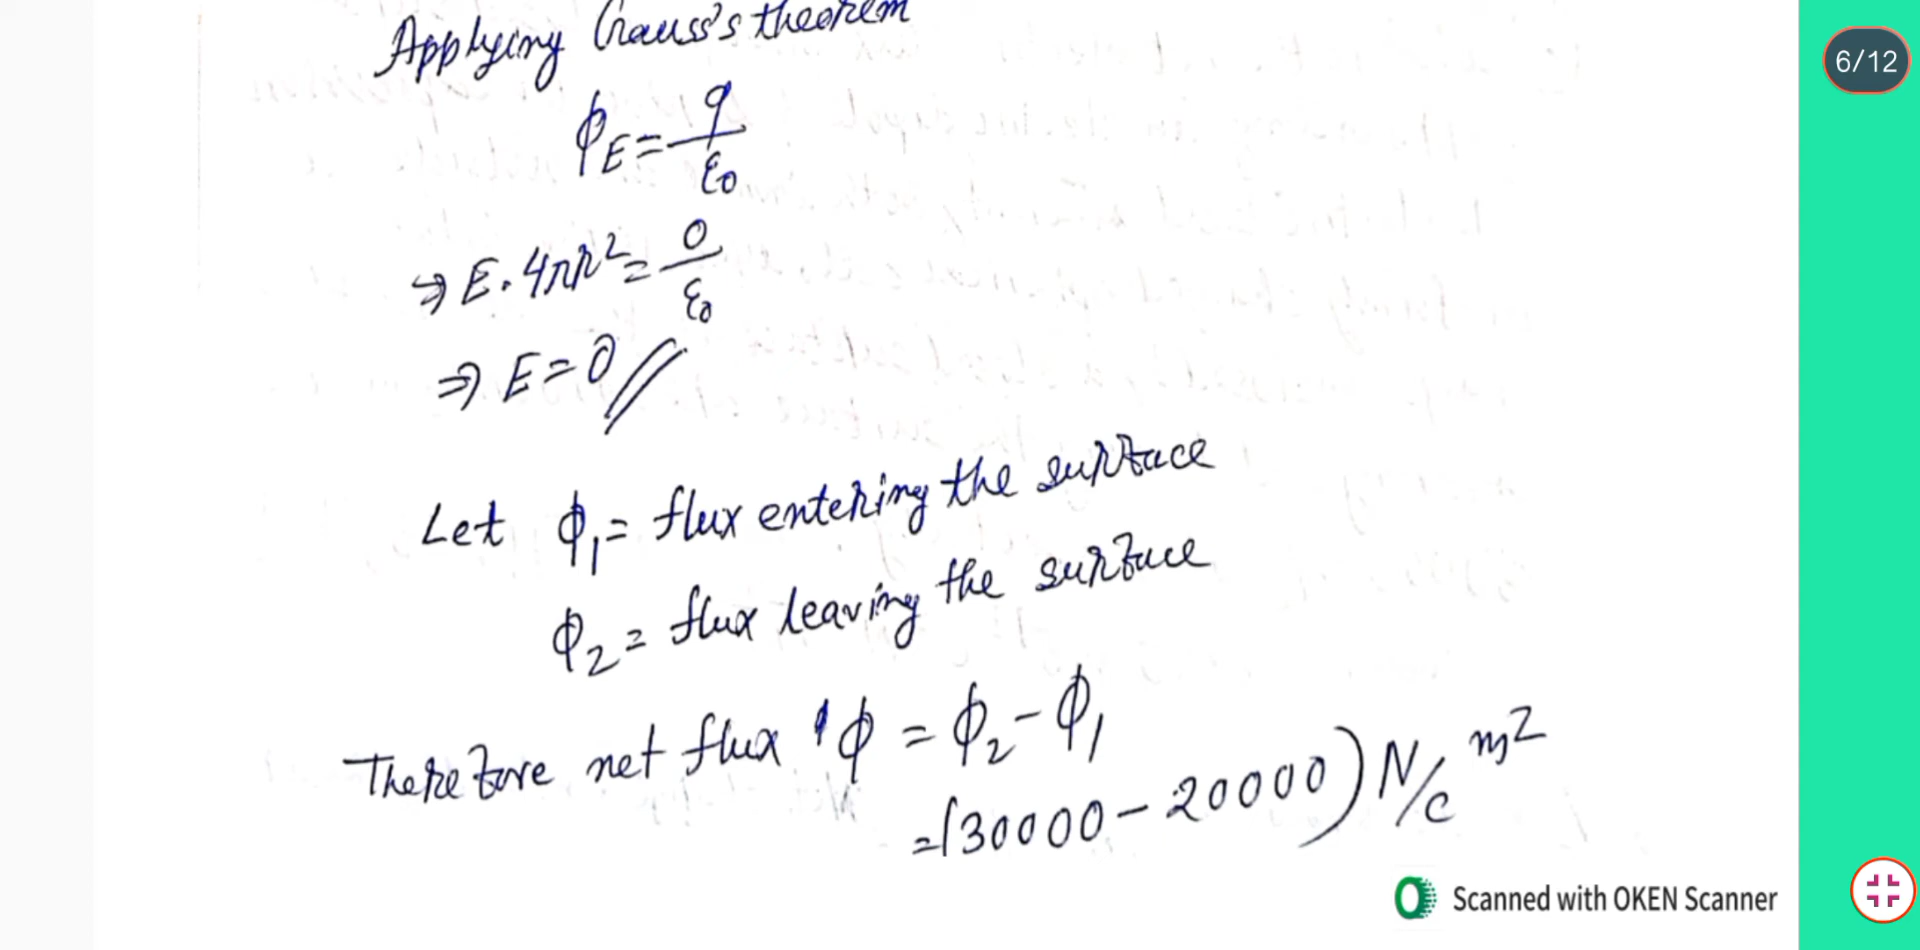 Applying Gauss's theorem
ϕE = q/ε0
⇒ E. 4πr² = 0/ε0
⇒ E = 0 //
Let ϕ1 = flux entering the surface
ϕ2 = flux leaving the surface
Therefore net flux ϕ = ϕ2 - ϕ1
= (30000 - 20000) N/C m²
Scanned with OKEN Scanner
6/12